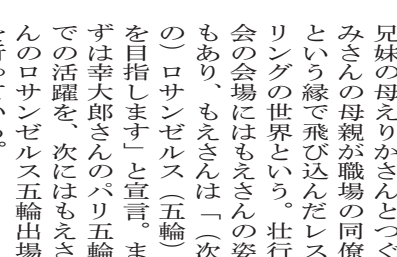 兄妹の母えりかさんとつぐ
みさんの母親が職場の同僚
という縁で飛び込んだレス
リングの世界という。壮行
会の会場にはもえさんの姿
もあり、もえさんは「（次
の）ロサンゼルス（五輪）
を目指します」と宣言。ま
ずは幸大郎さんのパリ五輪
での活躍を、次にはもえさ
んのロサンゼルス五輪出場